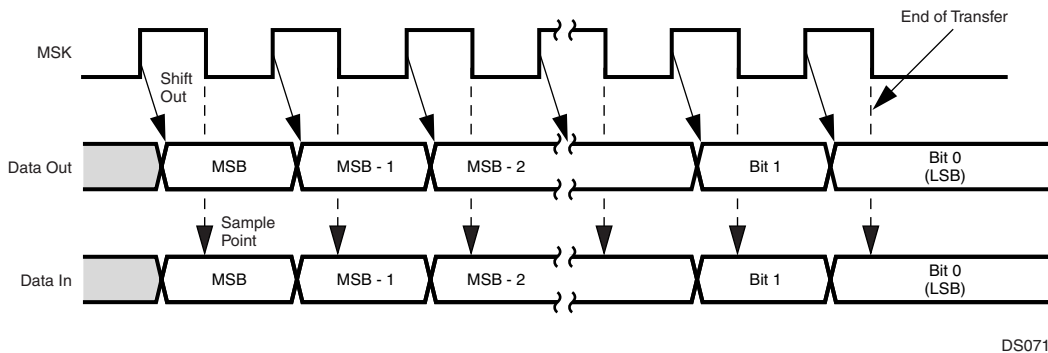 End of Transfer
MSK
Shift
Out
Data Out
MSB
MSB - 1
MSB - 2
Bit 1
Bit 0
(LSB)
Sample
Point
Data In
MSB
MSB - 1
MSB - 2
Bit 1
Bit 0
(LSB)
DS071